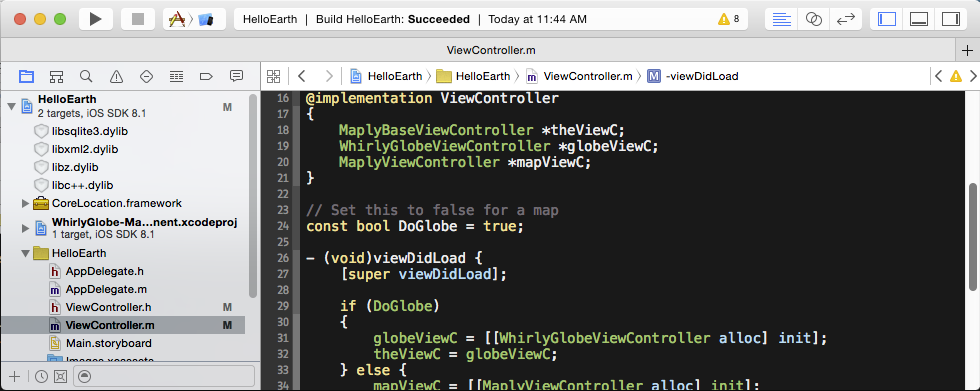 HelloEarth | Build HelloEarth: Succeeded | Today at 11:44 AM 8
ViewController.m
HelloEarth HelloEarth ViewController.m -viewDidLoad
HelloEarth M
2 targets, iOS SDK 8.1
libsqlite3.dylib
libxml2.dylib
libz.dylib
libc++.dylib
CoreLocation.framework
WhirlyGlobe-Ma...nent.xcodeproj
1 target, iOS SDK 8.1
HelloEarth
AppDelegate.h
AppDelegate.m
ViewController.h M
ViewController.m M
Main.storyboard
Images.xcassets
16 @implementation ViewController
17 {
18 MaplyBaseViewController *theViewC;
19 WhirlyGlobeViewController *globeViewC;
20 MaplyViewController *mapViewC;
21 }
22
23 // Set this to false for a map
24 const bool DoGlobe = true;
25
26 - (void)viewDidLoad {
27 [super viewDidLoad];
28
29 if (DoGlobe)
30 {
31 globeViewC = [[WhirlyGlobeViewController alloc] init];
32 theViewC = globeViewC;
33 } else {
34 mapViewC = [[MaplyViewController alloc] init];